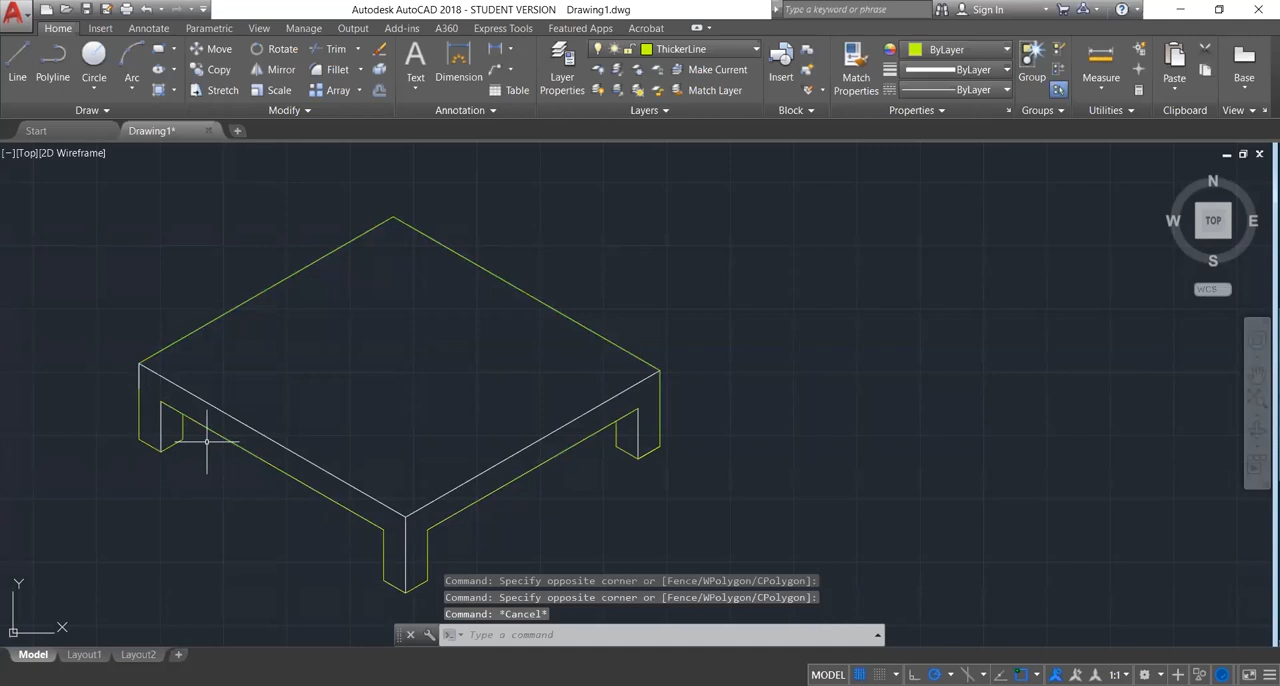 Autodesk AutoCAD 2018 - STUDENT VERSION Drawing1.dwg
Type a keyword or phrase
Sign In
Home Insert Annotate Parametric View Manage Output Add-ins A360 Express Tools Featured Apps Acrobat
Line Polyline Circle Arc
Move Rotate Trim
Copy Mirror Fillet
Stretch Scale Array
Text Dimension
Table
Layer Properties
ThickerLine
Make Current
Match Layer
Insert
Match Properties
ByLayer
ByLayer
ByLayer
Group
Measure
Paste
Base
Draw Modify Annotation Layers Block Properties Groups Utilities Clipboard View
Start Drawing1*
[−][Top][2D Wireframe]
N
W TOP E
S
WCS
Y
X
Command: Specify opposite corner or [Fence/WPolygon/CPolygon]:
Command: Specify opposite corner or [Fence/WPolygon/CPolygon]:
Command: *Cancel*
Type a command
Model Layout1 Layout2
MODEL 1:1